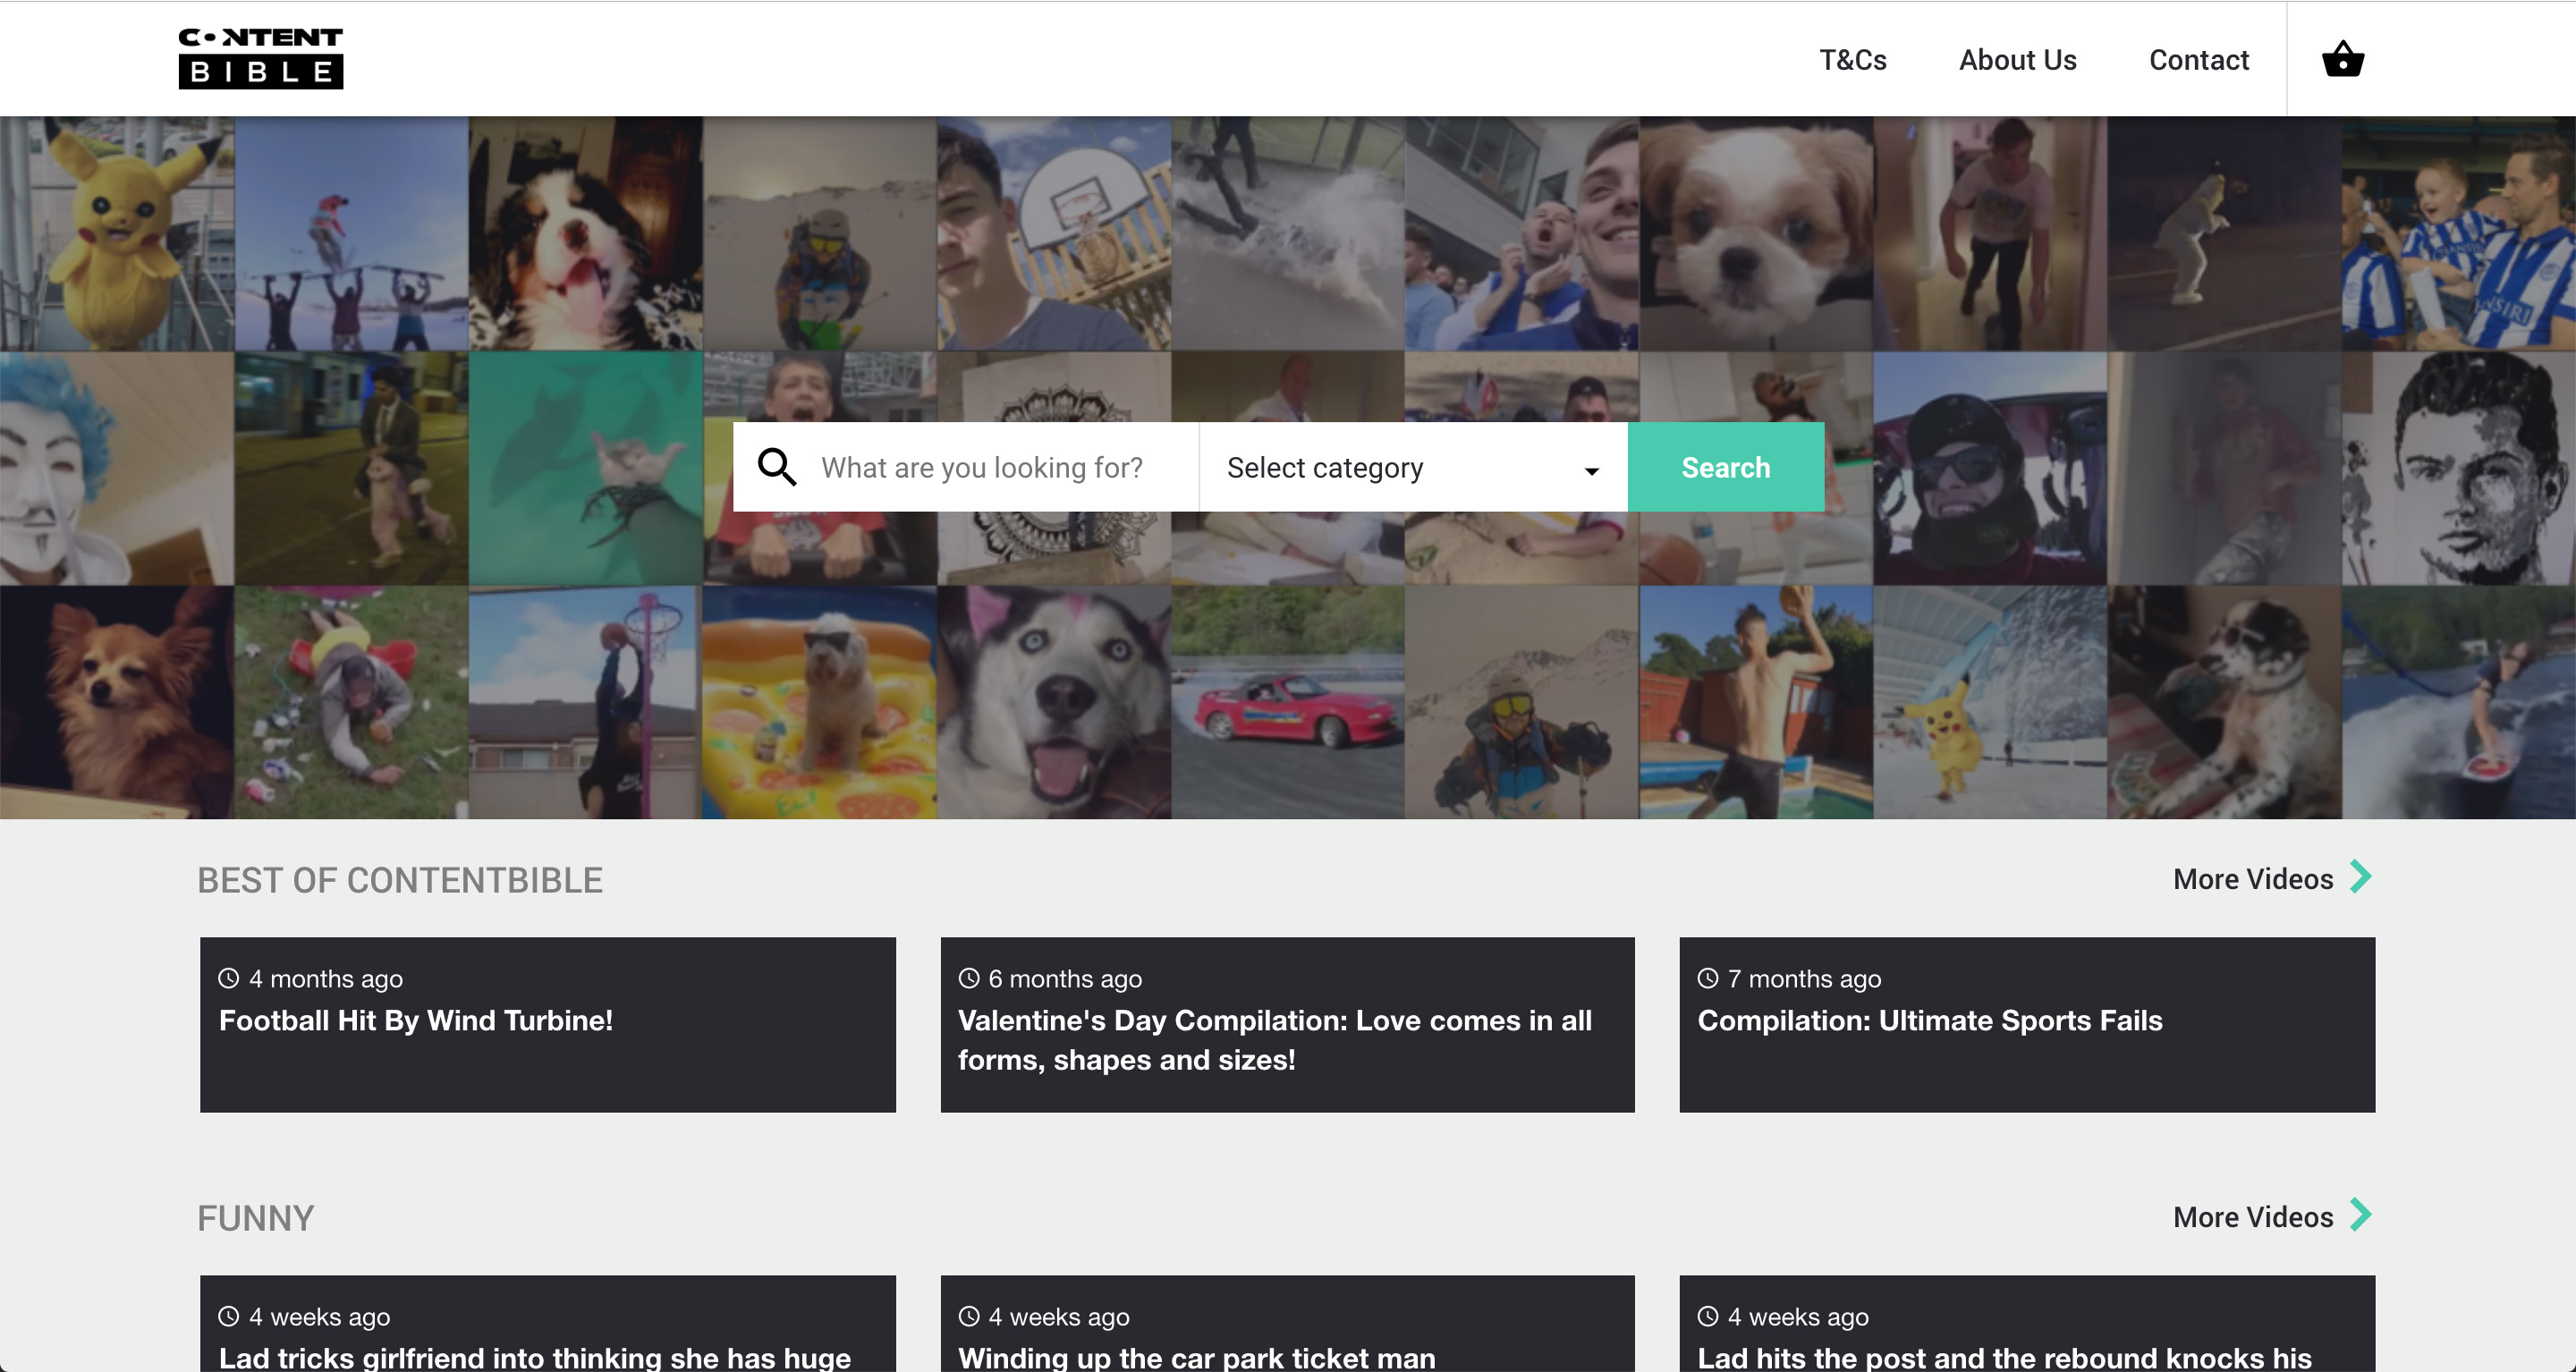 CONTENT
BIBLE
T&Cs
About Us
Contact
What are you looking for?
Select category
Search
BEST OF CONTENTBIBLE
More Videos
4 months ago
Football Hit By Wind Turbine!
6 months ago
Valentine's Day Compilation: Love comes in all
forms, shapes and sizes!
7 months ago
Compilation: Ultimate Sports Fails
FUNNY
More Videos
4 weeks ago
Lad tricks girlfriend into thinking she has huge
4 weeks ago
Winding up the car park ticket man
4 weeks ago
Lad hits the post and the rebound knocks his